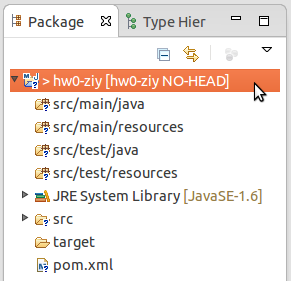 Package Type Hier
> hw0-ziy [hw0-ziy NO-HEAD]
src/main/java
src/main/resources
src/test/java
src/test/resources
JRE System Library [JavaSE-1.6]
src
target
pom.xml